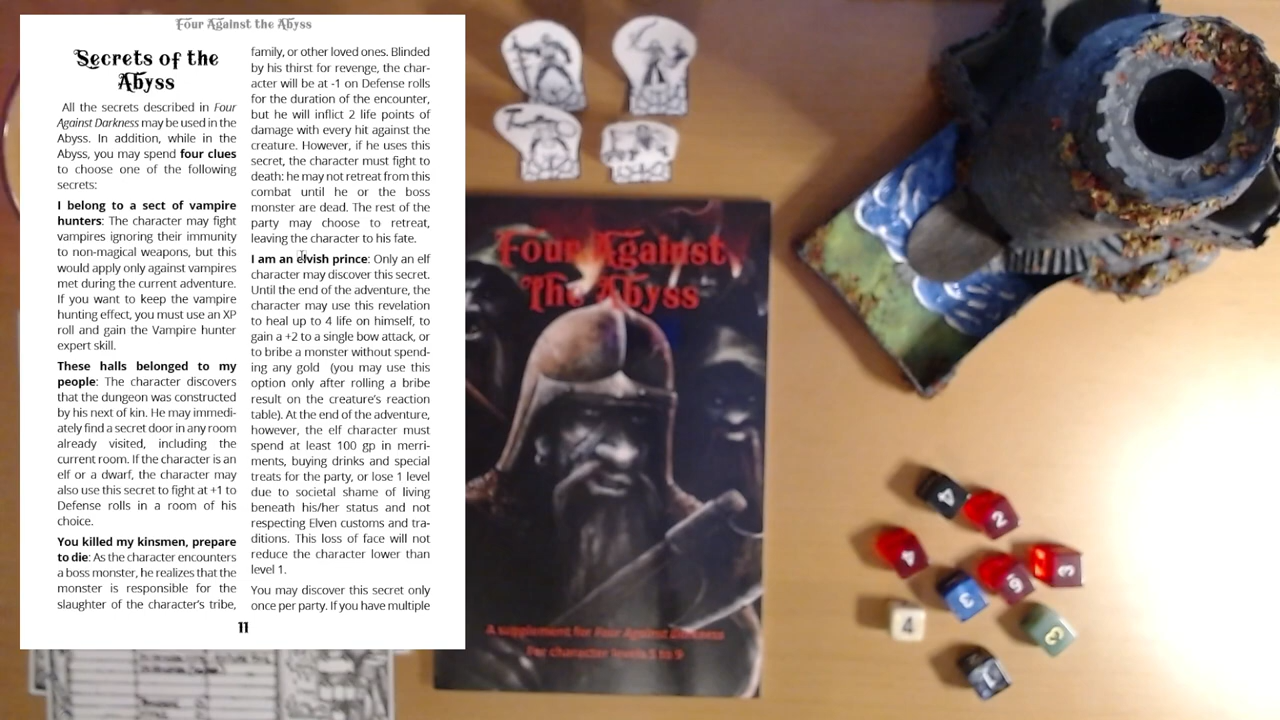 Four Against the Abyss
Secrets of the
Abyss
All the secrets described in Four
Against Darkness may be used in the
Abyss. In addition, while in the
Abyss, you may spend four clues
to choose one of the following
secrets:
I belong to a sect of vampire
hunters: The character may fight
vampires ignoring their immunity
to non-magical weapons, but this
would apply only against vampires
met during the current adventure.
If you want to keep the vampire
hunting effect, you must use an XP
roll and gain the Vampire hunter
expert skill.
These halls belonged to my
people: The character discovers
that the dungeon was constructed
by his next of kin. He may immedi-
ately find a secret door in any room
already visited, including the
current room. If the character is an
elf or a dwarf, the character may
also use this secret to fight at +1 to
Defense rolls in a room of his
choice.
You killed my kinsmen, prepare
to die: As the character encounters
a boss monster, he realizes that the
monster is responsible for the
slaughter of the character's tribe,
family, or other loved ones. Blinded
by his thirst for revenge, the char-
acter will be at -1 on Defense rolls
for the duration of the encounter,
but he will inflict 2 life points of
damage with every hit against the
creature. However, if he uses this
secret, the character must fight to
death: he may not retreat from this
combat until he or the boss
monster are dead. The rest of the
party may choose to retreat,
leaving the character to his fate.
I am an elvish prince: Only an elf
character may discover this secret.
Until the end of the adventure, the
character may use this revelation
to heal up to 4 life on himself, to
gain a +2 to a single bow attack, or
to bribe a monster without spend-
ing any gold (you may use this
option only after rolling a bribe
result on the creature's reaction
table). At the end of the adventure,
however, the elf character must
spend at least 100 gp in merri-
ments, buying drinks and special
treats for the party, or lose 1 level
due to societal shame of living
beneath his/her status and not
respecting Elven customs and tra-
ditions. This loss of face will not
reduce the character lower than
level 1.
You may discover this secret only
once per party. If you have multiple
11
Four Against
The Abyss
A supplement for Four Against Darkness
For character levels 5 to 9
4
2
4
3
6
3
4
3